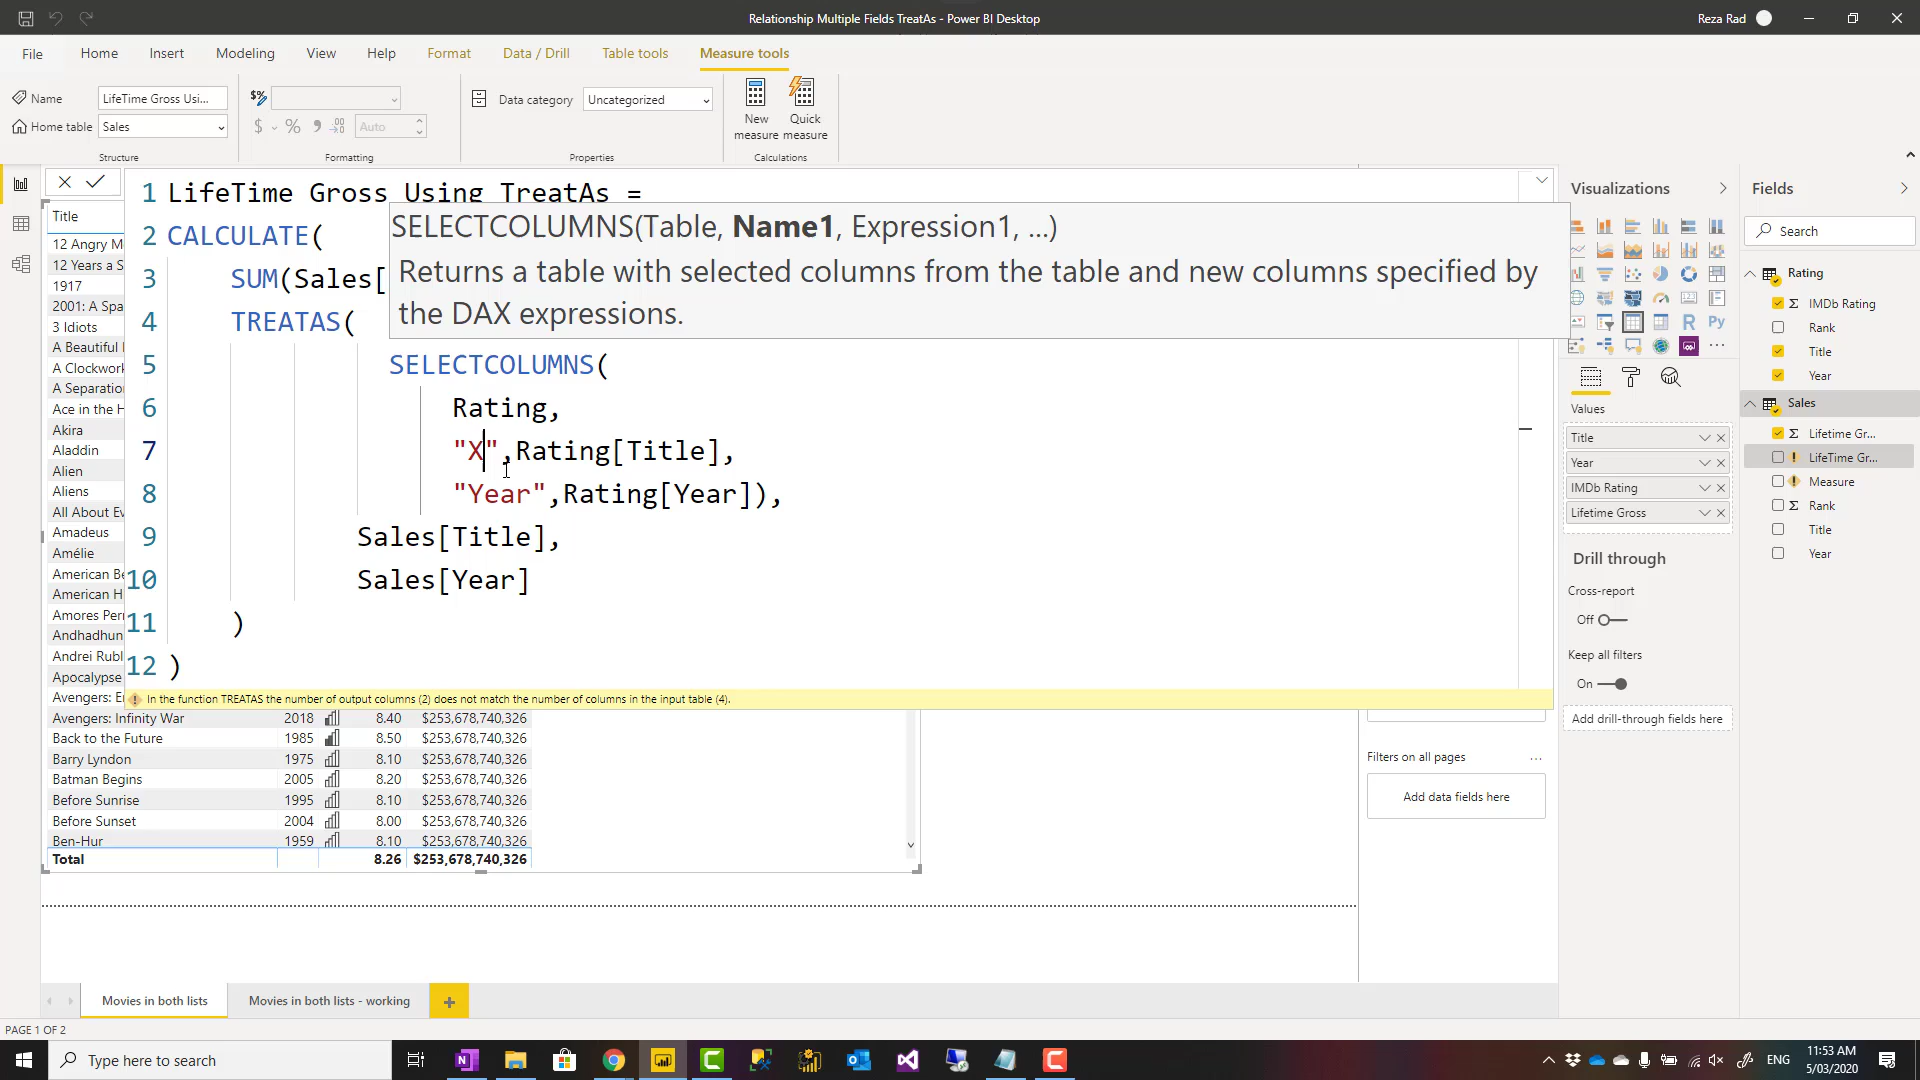 Relationship Multiple Fields TreatAs - Power BI Desktop
Reza Rad
File Home Insert Modeling View Help Format Data / Drill Table tools Measure tools
Name LifeTime Gross Usi...
Home table Sales
Structure
$ % Auto
Formatting
Data category Uncategorized
Properties
New measure
Quick measure
Calculations
1 LifeTime Gross Using TreatAs =
2 CALCULATE(
3 SUM(Sales[
4 TREATAS(
5 SELECTCOLUMNS(
6 Rating,
7 "X",Rating[Title],
8 "Year",Rating[Year]),
9 Sales[Title],
10 Sales[Year]
11 )
12 )
SELECTCOLUMNS(Table, Name1, Expression1, ...)
Returns a table with selected columns from the table and new columns specified by
the DAX expressions.
In the function TREATAS the number of output columns (2) does not match the number of columns in the input table (4).
Title
12 Angry M
12 Years a S
1917
2001: A Spa
3 Idiots
A Beautiful
A Clockwork
A Separation
Ace in the H
Akira
Aladdin
Alien
Aliens
All About Ev
Amadeus
Amélie
American Be
American H
Amores Perr
Andhadhun
Andrei Rubl
Apocalypse
Avengers: E
Avengers: Infinity War 2018 8.40 $253,678,740,326
Back to the Future 1985 8.50 $253,678,740,326
Barry Lyndon 1975 8.10 $253,678,740,326
Batman Begins 2005 8.20 $253,678,740,326
Before Sunrise 1995 8.10 $253,678,740,326
Before Sunset 2004 8.00 $253,678,740,326
Ben-Hur 1959 8.10 $253,678,740,326
Total 8.26 $253,678,740,326
Filters on all pages ...
Add data fields here
Visualizations
R Py ...
Values
Title
Year
IMDb Rating
Lifetime Gross
Drill through
Cross-report
Off
Keep all filters
On
Add drill-through fields here
Fields
Search
Rating
IMDb Rating
Rank
Title
Year
Sales
Lifetime Gr...
LifeTime Gr...
Measure
Rank
Title
Year
Movies in both lists
Movies in both lists - working
+
PAGE 1 OF 2
Type here to search
ENG
11:53 AM
5/03/2020